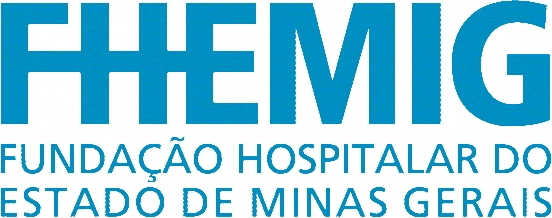 FHEMIG
FUNDAÇÃO HOSPITALAR DO
ESTADO DE MINAS GERAIS